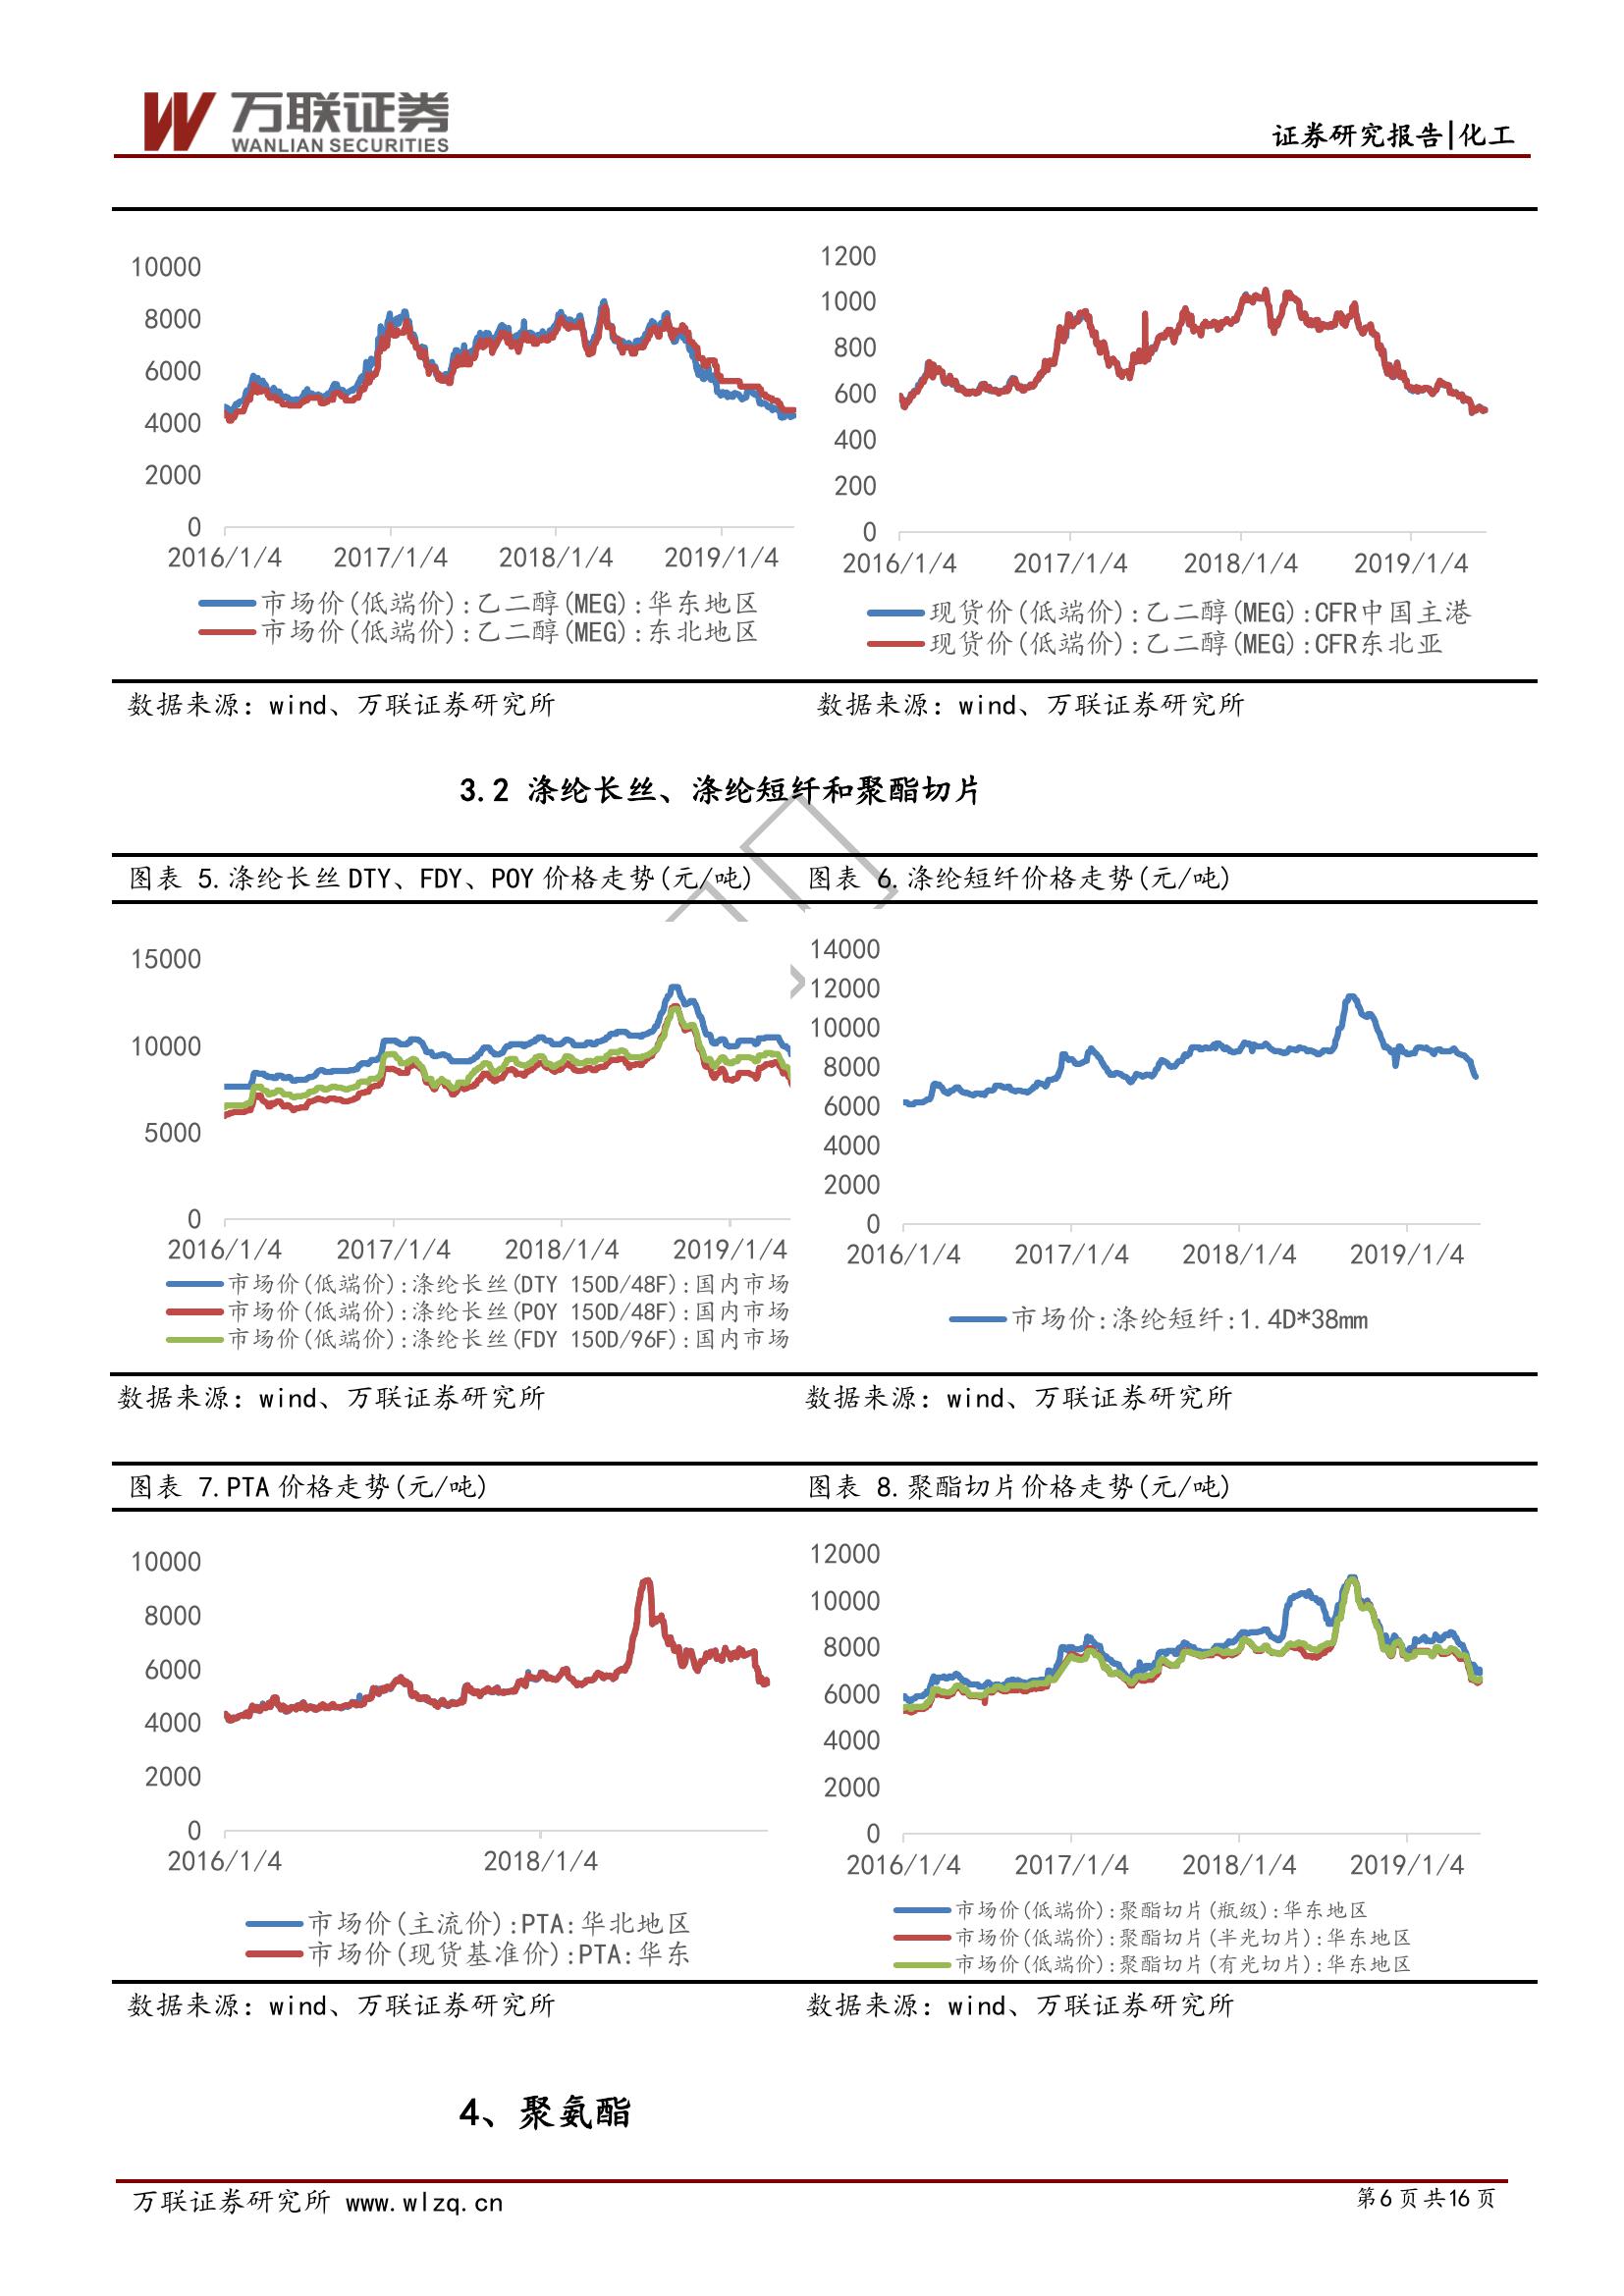 万联证券
WANLIAN SECURITIES
证券研究报告|化工
10000
8000
6000
4000
2000
0
2016/1/4 2017/1/4 2018/1/4 2019/1/4
市场价(低端价):乙二醇(MEG):华东地区
市场价(低端价):乙二醇(MEG):东北地区
1200
1000
800
600
400
200
0
2016/1/4 2017/1/4 2018/1/4 2019/1/4
现货价(低端价):乙二醇(MEG):CFR中国主港
现货价(低端价):乙二醇(MEG):CFR东北亚
数据来源：wind、万联证券研究所
数据来源：wind、万联证券研究所
3.2 涤纶长丝、涤纶短纤和聚酯切片
图表 5.涤纶长丝 DTY、FDY、POY 价格走势(元/吨)
图表 6.涤纶短纤价格走势(元/吨)
15000
10000
5000
0
2016/1/4 2017/1/4 2018/1/4 2019/1/4
市场价(低端价):涤纶长丝(DTY 150D/48F):国内市场
市场价(低端价):涤纶长丝(POY 150D/48F):国内市场
市场价(低端价):涤纶长丝(FDY 150D/96F):国内市场
14000
12000
10000
8000
6000
4000
2000
0
2016/1/4 2017/1/4 2018/1/4 2019/1/4
市场价:涤纶短纤:1.4D*38mm
数据来源：wind、万联证券研究所
数据来源：wind、万联证券研究所
图表 7.PTA 价格走势(元/吨)
图表 8.聚酯切片价格走势(元/吨)
10000
8000
6000
4000
2000
0
2016/1/4 2018/1/4
市场价(主流价):PTA:华北地区
市场价(现货基准价):PTA:华东
12000
10000
8000
6000
4000
2000
0
2016/1/4 2017/1/4 2018/1/4 2019/1/4
市场价(低端价):聚酯切片(瓶级):华东地区
市场价(低端价):聚酯切片(半光切片):华东地区
市场价(低端价):聚酯切片(有光切片):华东地区
数据来源：wind、万联证券研究所
数据来源：wind、万联证券研究所
4、聚氨酯
万联证券研究所 www.wlzq.cn
第6页共16页